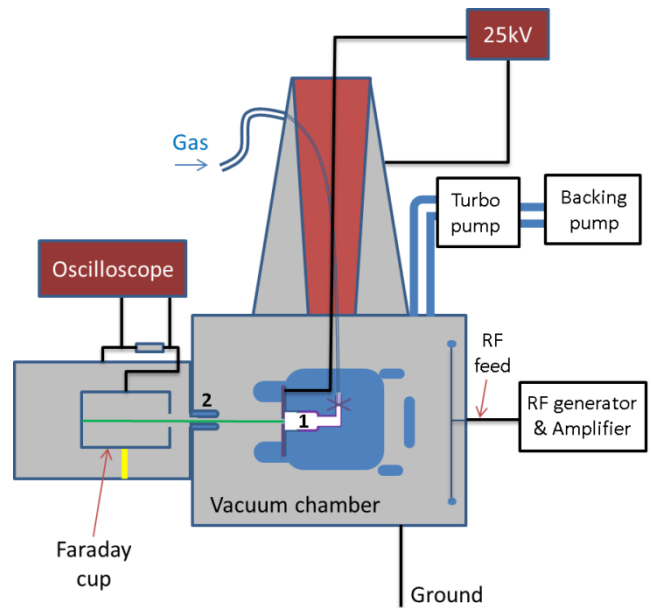 25kV
Gas
Turbo
pump
Backing
pump
Oscilloscope
RF
feed
2
1
RF generator
& Amplifier
Vacuum chamber
Faraday
cup
Ground